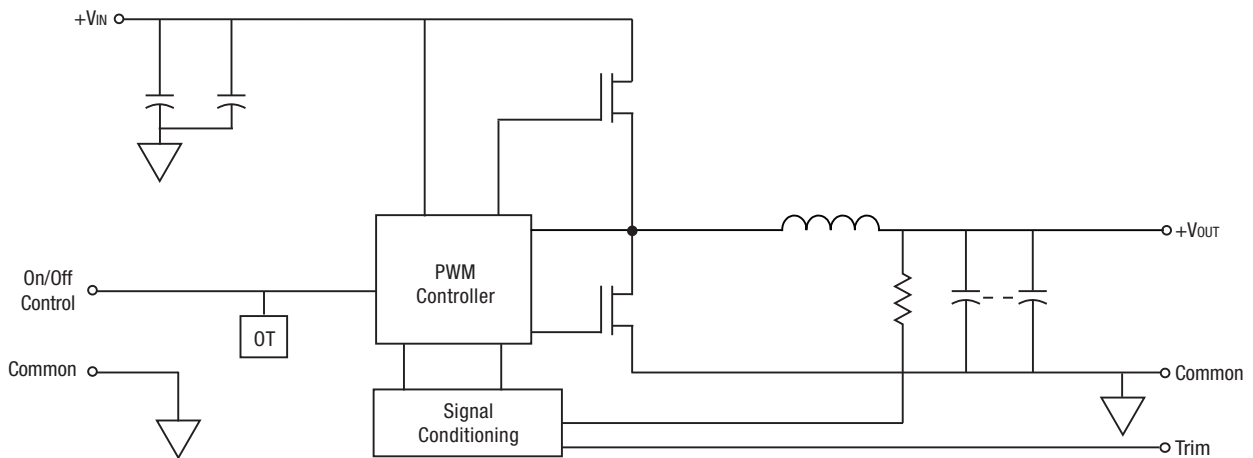 +VIN
PWM
Controller
+VOUT
On/Off
Control
OT
Common
Common
Signal
Conditioning
Trim